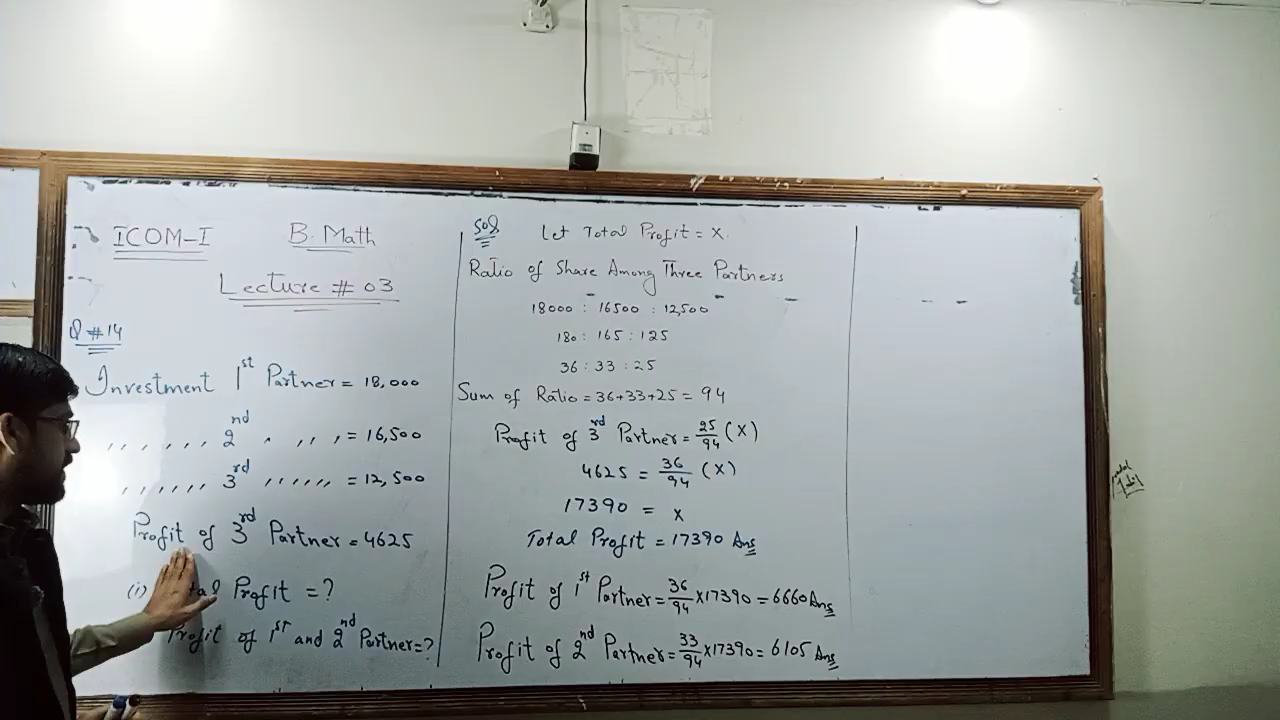 ICOM-I B. Math
Lecture # 03
Q #14
Investment 1st Partner = 18,000
,, ,, ,, 2nd ,, ,, ,, = 16,500
,, ,, ,, 3rd ,, ,, ,, = 12,500
Profit of 3rd Partner = 4625
(i) Profit = ?
Profit of 1st and 2nd Partner = ?
Sol Let Total Profit = X
Ratio of Share Among Three Partners
18000 : 16500 : 12,500
180 : 165 : 125
36 : 33 : 25
Sum of Ratio = 36+33+25 = 94
Profit of 3rd Partner = 25/94 (X)
4625 = 36/94 (X)
17390 = X
Total Profit = 17390 Ans
Profit of 1st Partner = 36/94 X 17390 = 6660 Ans
Profit of 2nd Partner = 33/94 X 17390 = 6105 Ans